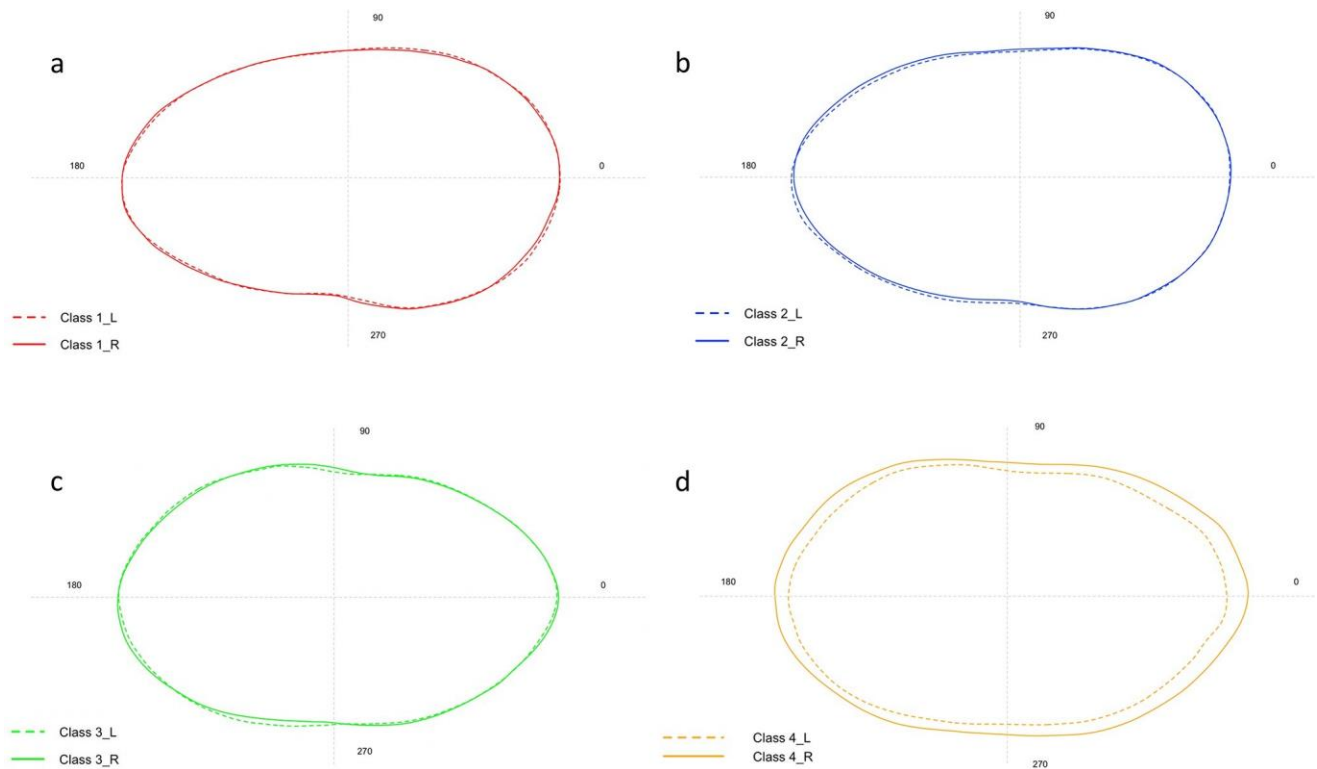 90
a
180
0
Class 1_L
Class 1_R
270
90
b
180
0
Class 2_L
Class 2_R
270
90
c
180
0
Class 3_L
Class 3_R
270
90
d
180
0
Class 4_L
Class 4_R
270